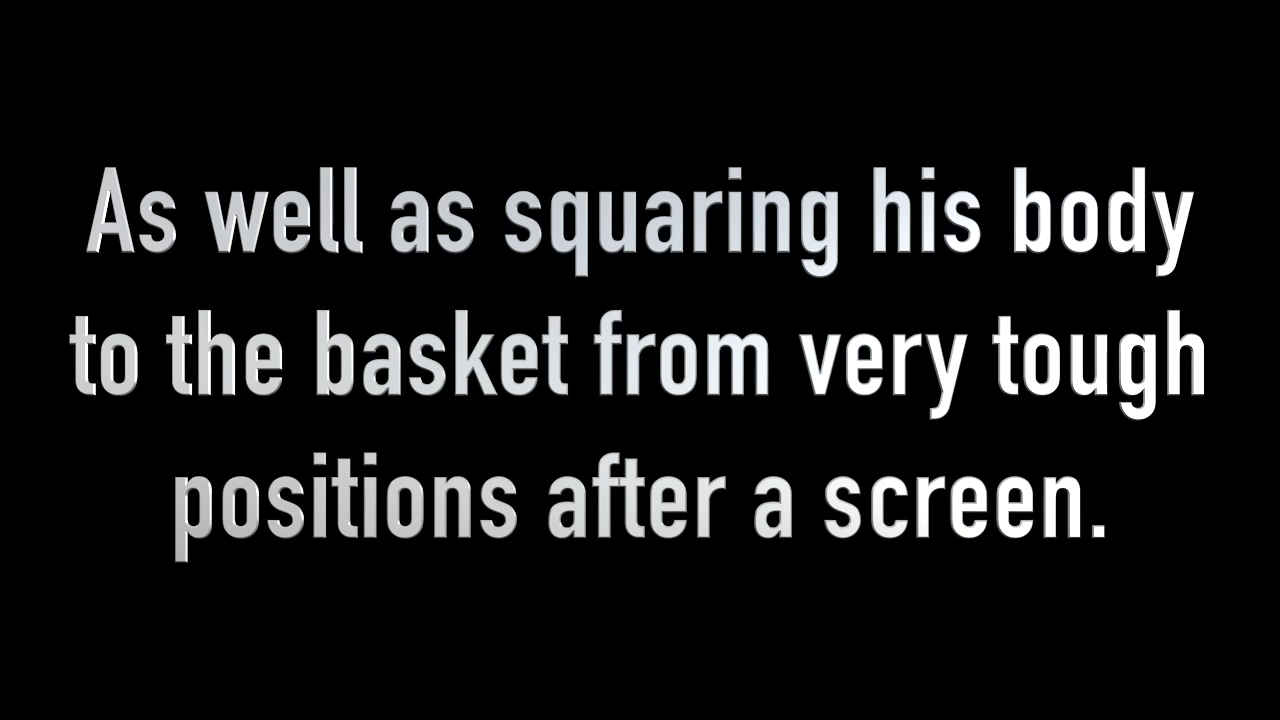 As well as squaring his body
to the basket from very tough
positions after a screen.